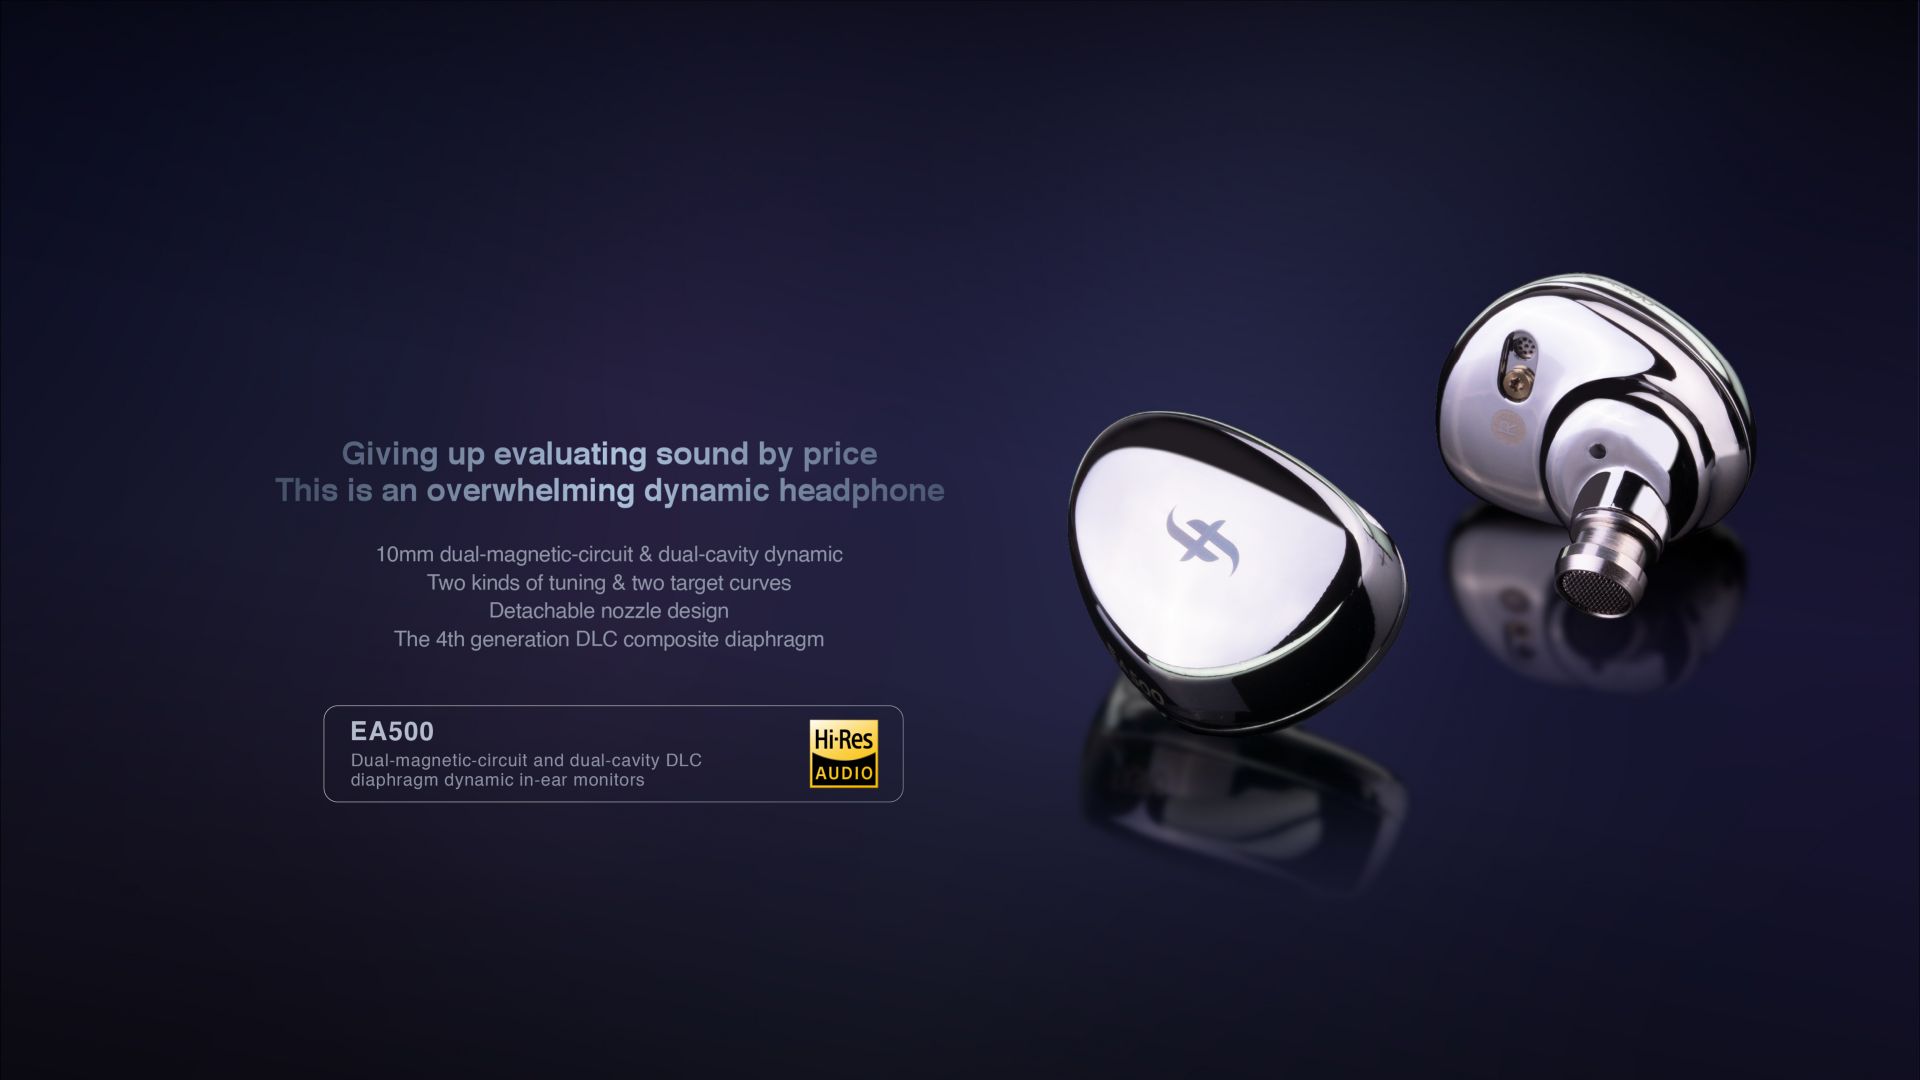 Giving up evaluating sound by price
This is an overwhelming dynamic headphone
10mm dual-magnetic-circuit & dual-cavity dynamic
Two kinds of tuning & two target curves
Detachable nozzle design
The 4th generation DLC composite diaphragm
EA500
Dual-magnetic-circuit and dual-cavity DLC
diaphragm dynamic in-ear monitors
Hi-Res
AUDIO
R